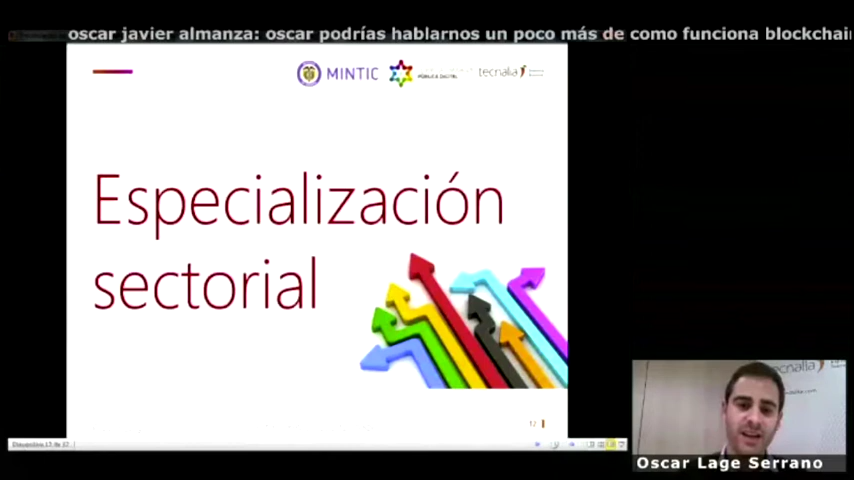 oscar javier almanza: oscar podrías hablarnos un poco más de como funciona blockchain
MINTIC
tecnalia
Especialización
sectorial
tecnalia
Oscar Lage Serrano